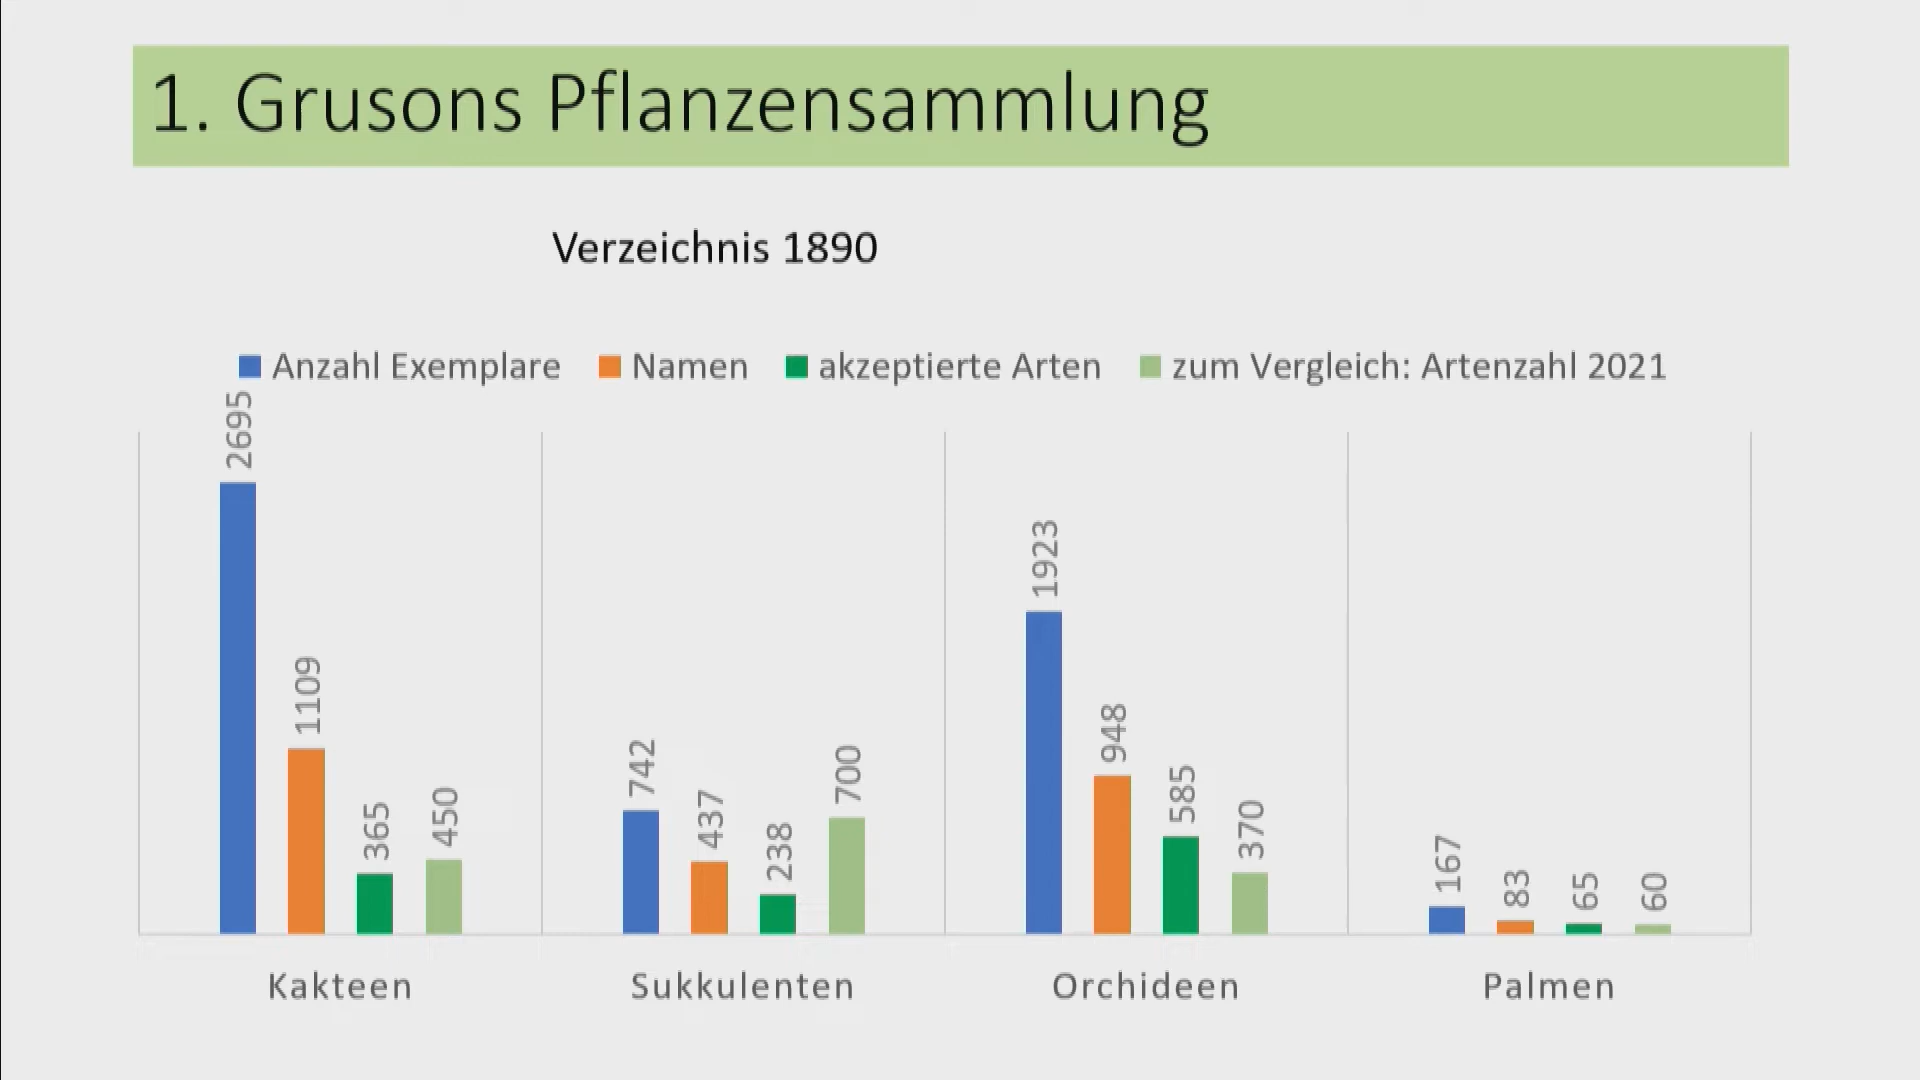 1. Grusons Pflanzensammlung
Verzeichnis 1890
Anzahl Exemplare Namen akzeptierte Arten zum Vergleich: Artenzahl 2021
2695 1109 365 450
742 437 238 700
1923 948 585 370
167 83 65 60
Kakteen Sukkulenten Orchideen Palmen